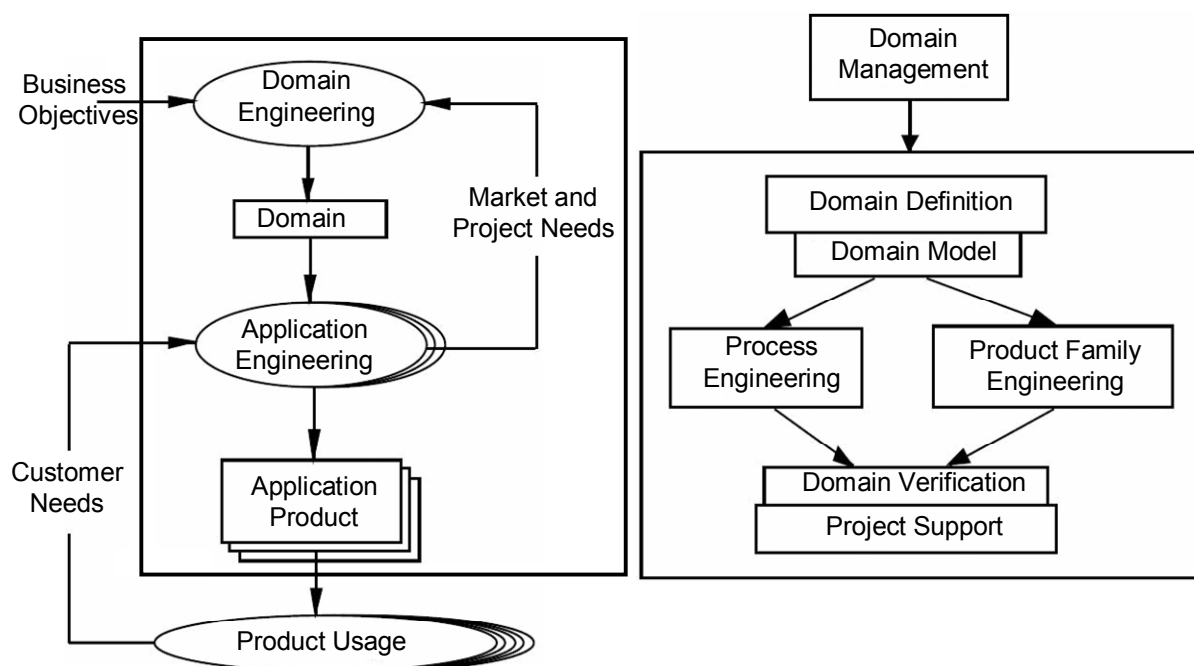 Business
Objectives
Domain
Engineering
Domain
Market and
Project Needs
Application
Engineering
Customer
Needs
Application
Product
Product Usage
Domain
Management
Domain Definition
Domain Model
Process
Engineering
Product Family
Engineering
Domain Verification
Project Support